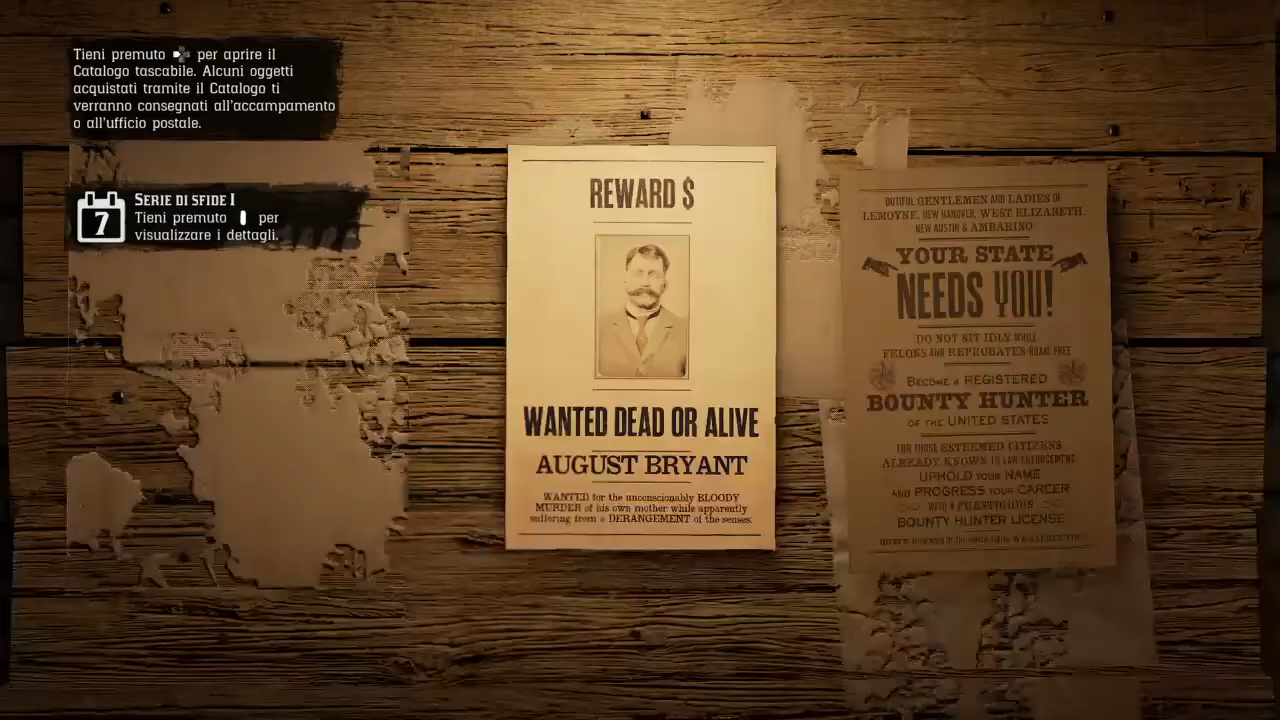 Tieni premuto per aprire il
Catalogo tascabile. Alcuni oggetti
acquistati tramite il Catalogo ti
verranno consegnati all'accampamento
o all'ufficio postale.
7
SERIE DI SFIDE I
Tieni premuto per
visualizzare i dettagli.
REWARD $
WANTED DEAD OR ALIVE
AUGUST BRYANT
WANTED for the unconscionably BLOODY
MURDER of his own mother while apparently
suffering from a DERANGEMENT of the senses.
DUTIFUL GENTLEMEN AND LADIES OF
LEMOYNE, NEW HANOVER, WEST ELIZABETH
NEW AUSTIN & AMBARINO
YOUR STATE
NEEDS YOU!
DO NOT SIT IDLY WHILE
FELONS AND REPROBATES ROAM FREE
BECOME A REGISTERED
BOUNTY HUNTER
OF THE UNITED STATES
FOR THOSE ESTEEMED CITIZENS
ALREADY KNOWN TO LAW ENFORCEMENT
UPHOLD YOUR NAME
AND PROGRESS YOUR CAREER
WITH A PRESTIGIOUS
BOUNTY HUNTER LICENSE